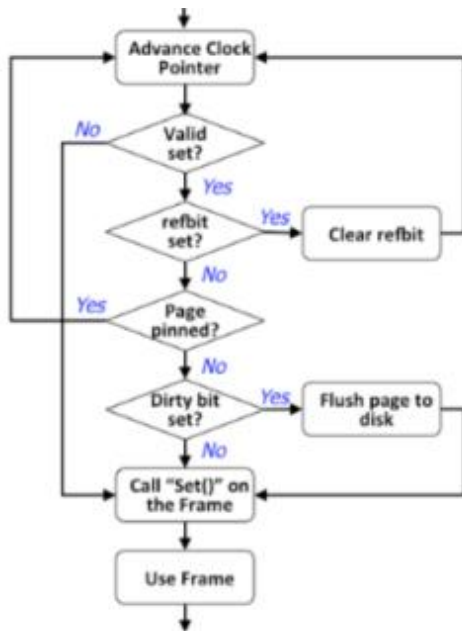 Advance Clock
Pointer
No
Valid
set?
Yes
refbit
set?
Yes
Clear refbit
No
Yes
Page
pinned?
No
Dirty bit
set?
Yes
Flush page to
disk
No
Call "Set()" on
the Frame
Use Frame